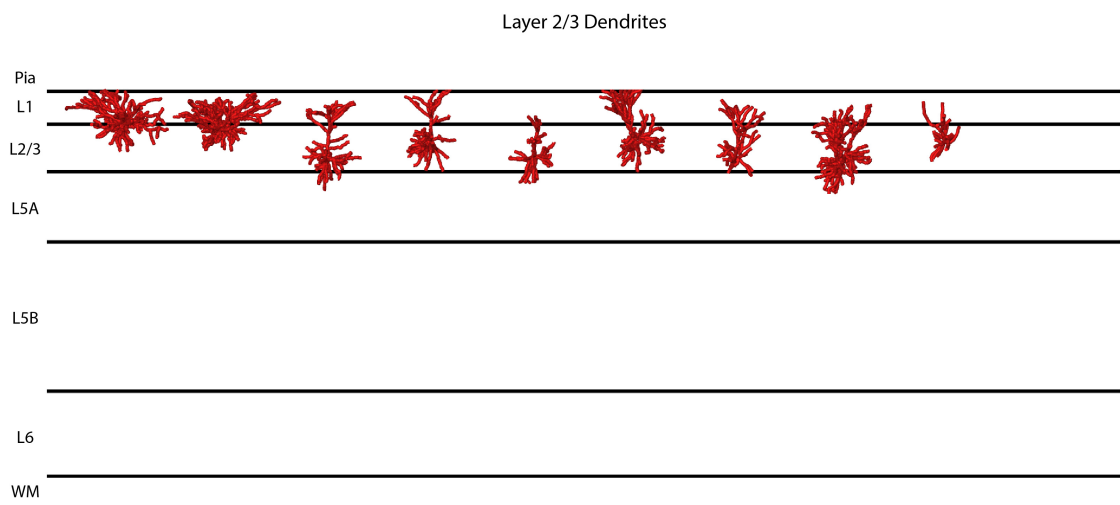 Layer 2/3 Dendrites
Pia
L1
L2/3
L5A
L5B
L6
WM